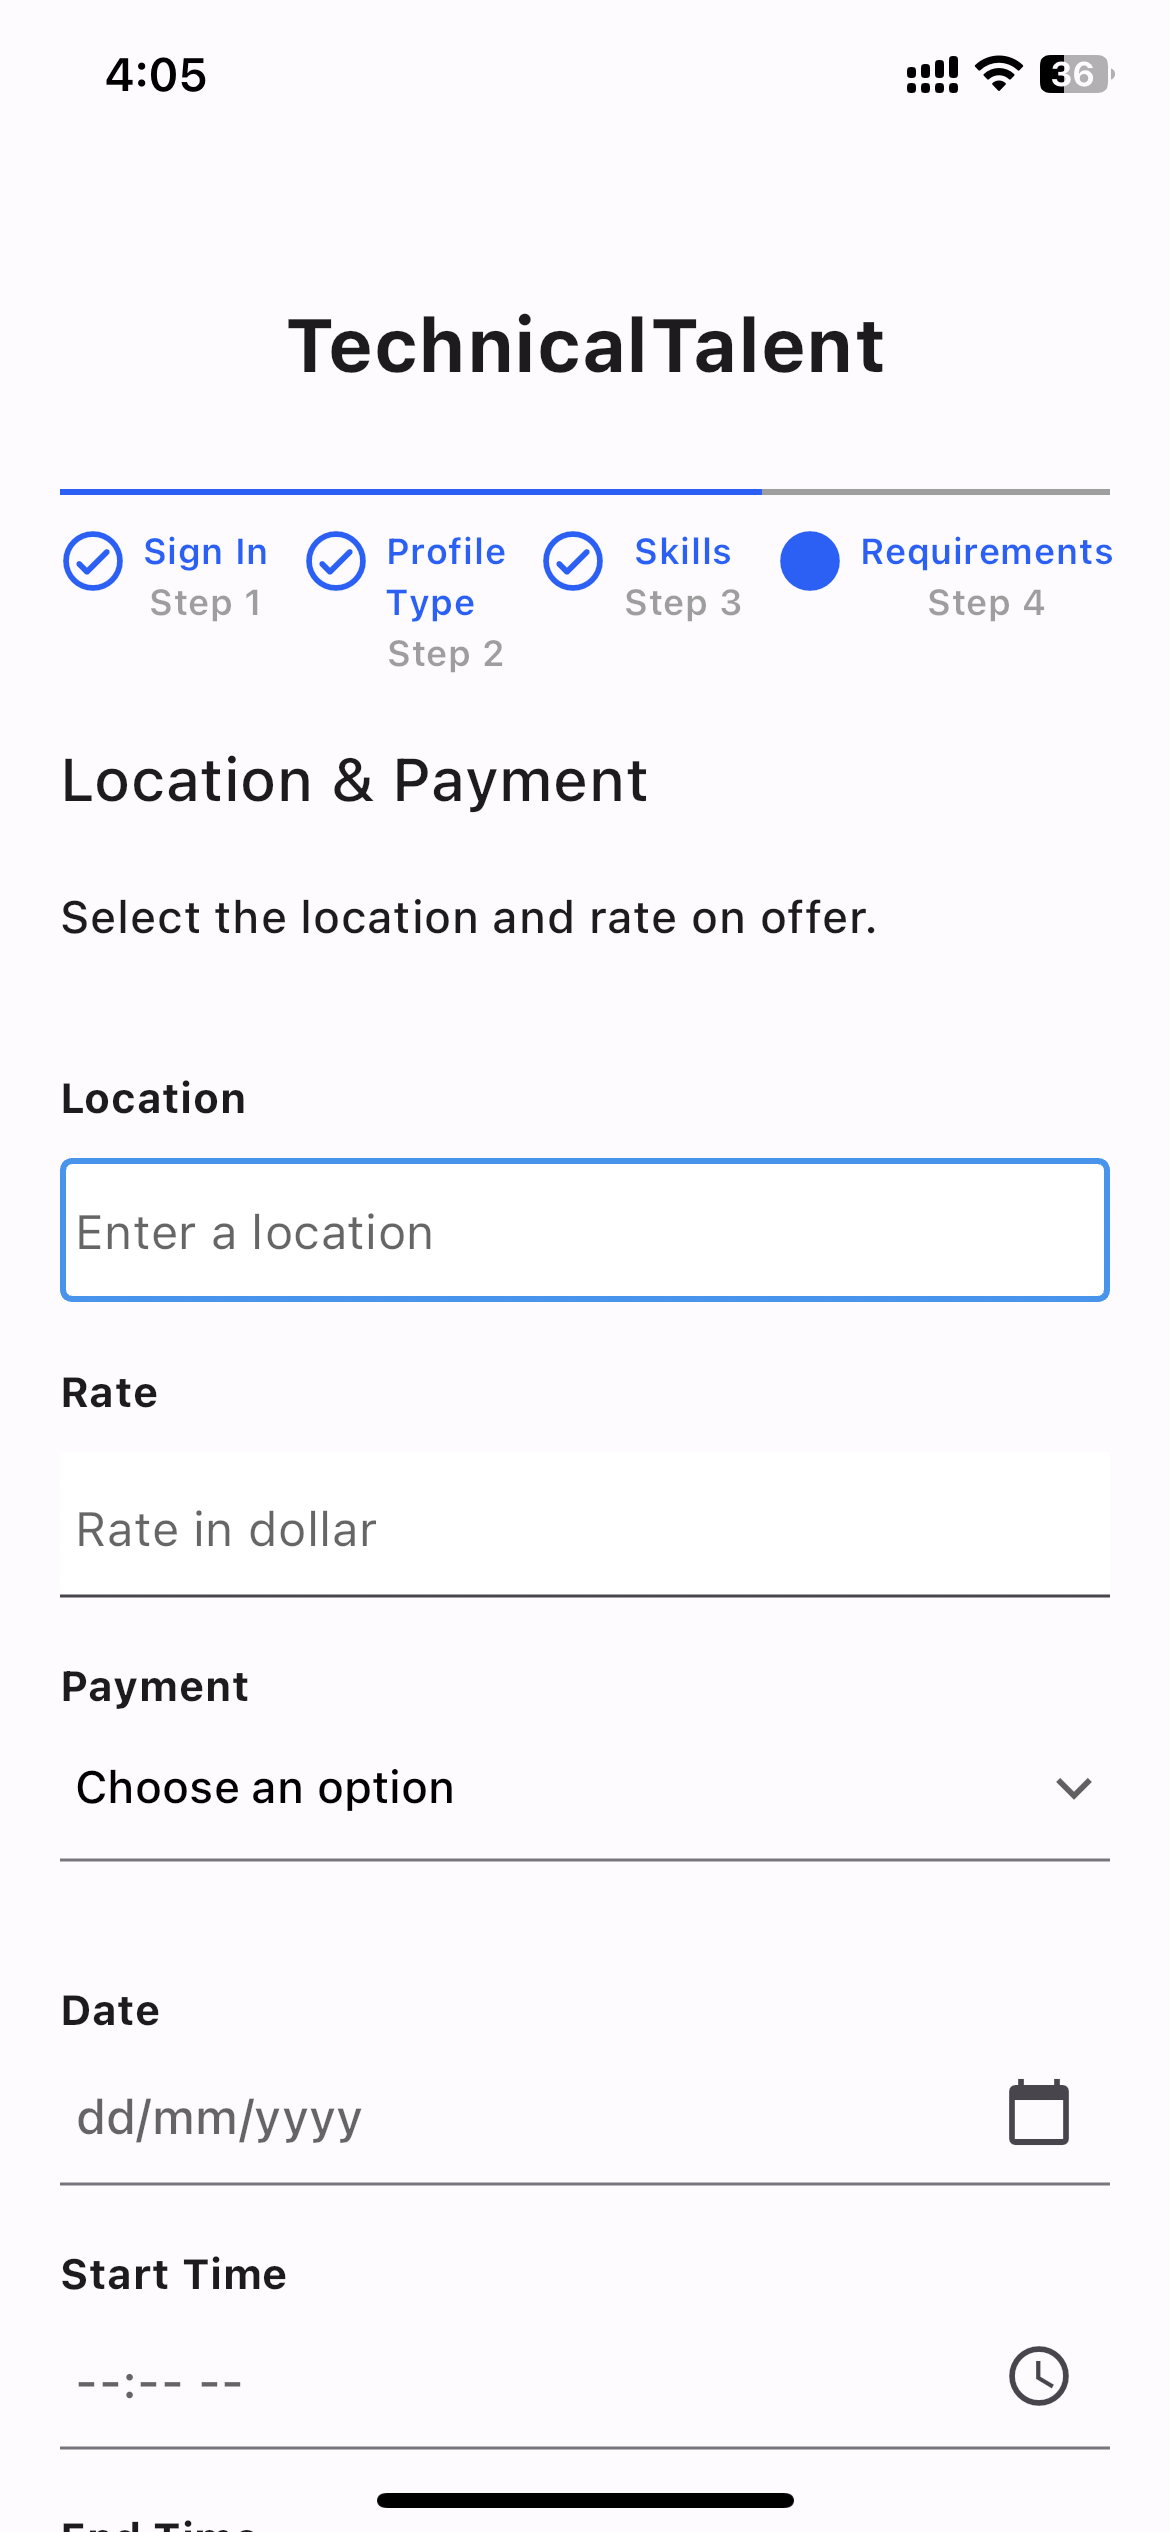 4:05
36
TechnicalTalent
Sign In
Step 1
Profile
Type
Step 2
Skills
Step 3
Requirements
Step 4
Location & Payment
Select the location and rate on offer.
Location
Enter a location
Rate
Rate in dollar
Payment
Choose an option
Date
dd/mm/yyyy
Start Time
--:-- --
End Time